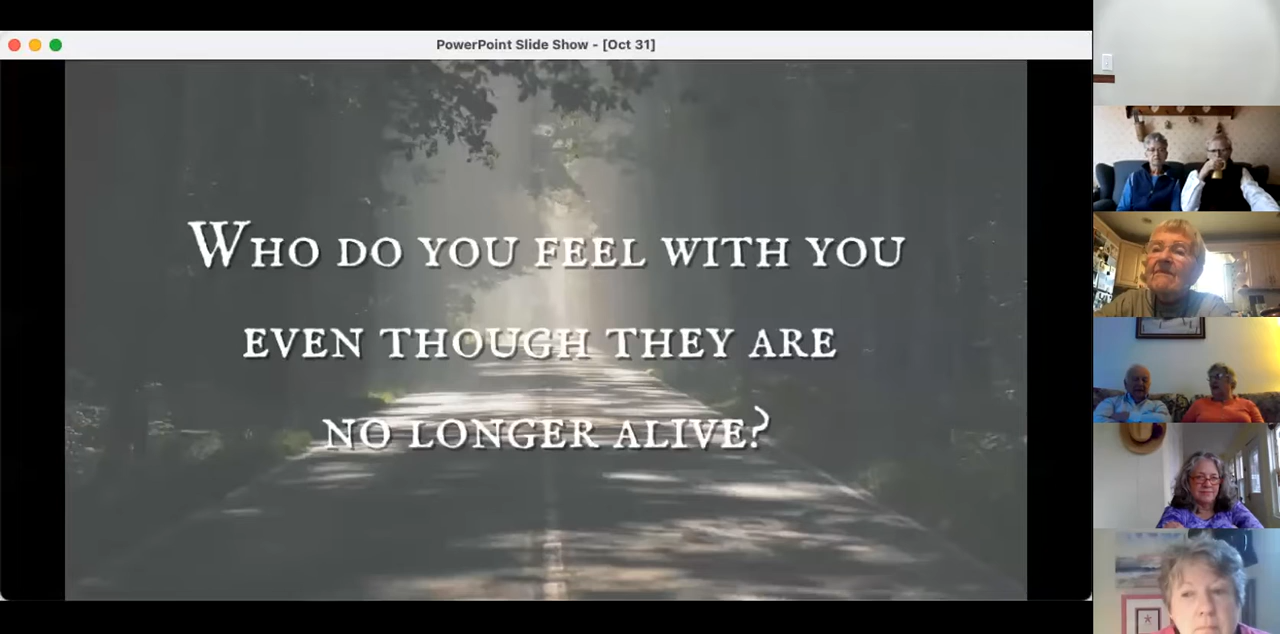 PowerPoint Slide Show - [Oct 31]
Who do you feel with you
even though they are
no longer alive?